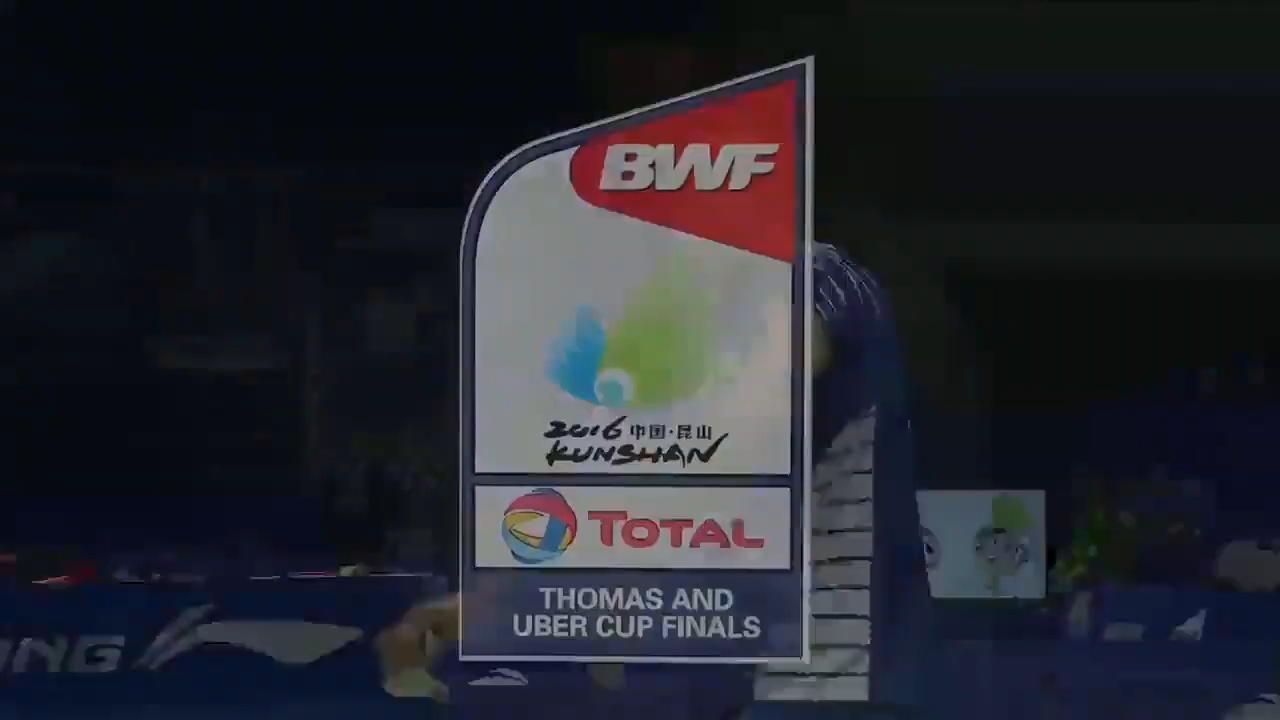 BWF
2016 中国·昆山
KUNSHAN
TOTAL
THOMAS AND
UBER CUP FINALS